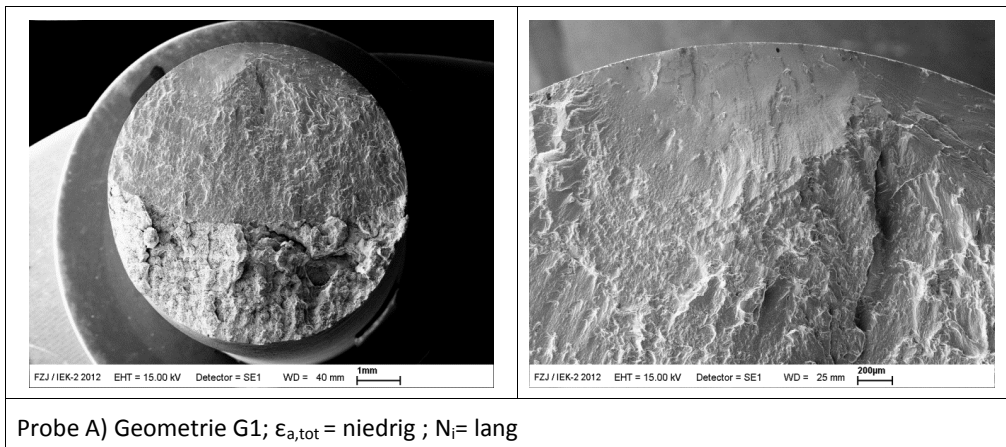 FZJ / IEK-2 2012 EHT = 15.00 kV Detector = SE1 WD = 40 mm 1mm
FZJ / IEK-2 2012 EHT = 15.00 kV Detector = SE1 WD = 25 mm 200µm
Probe A) Geometrie G1; εa,tot = niedrig ; Ni= lang